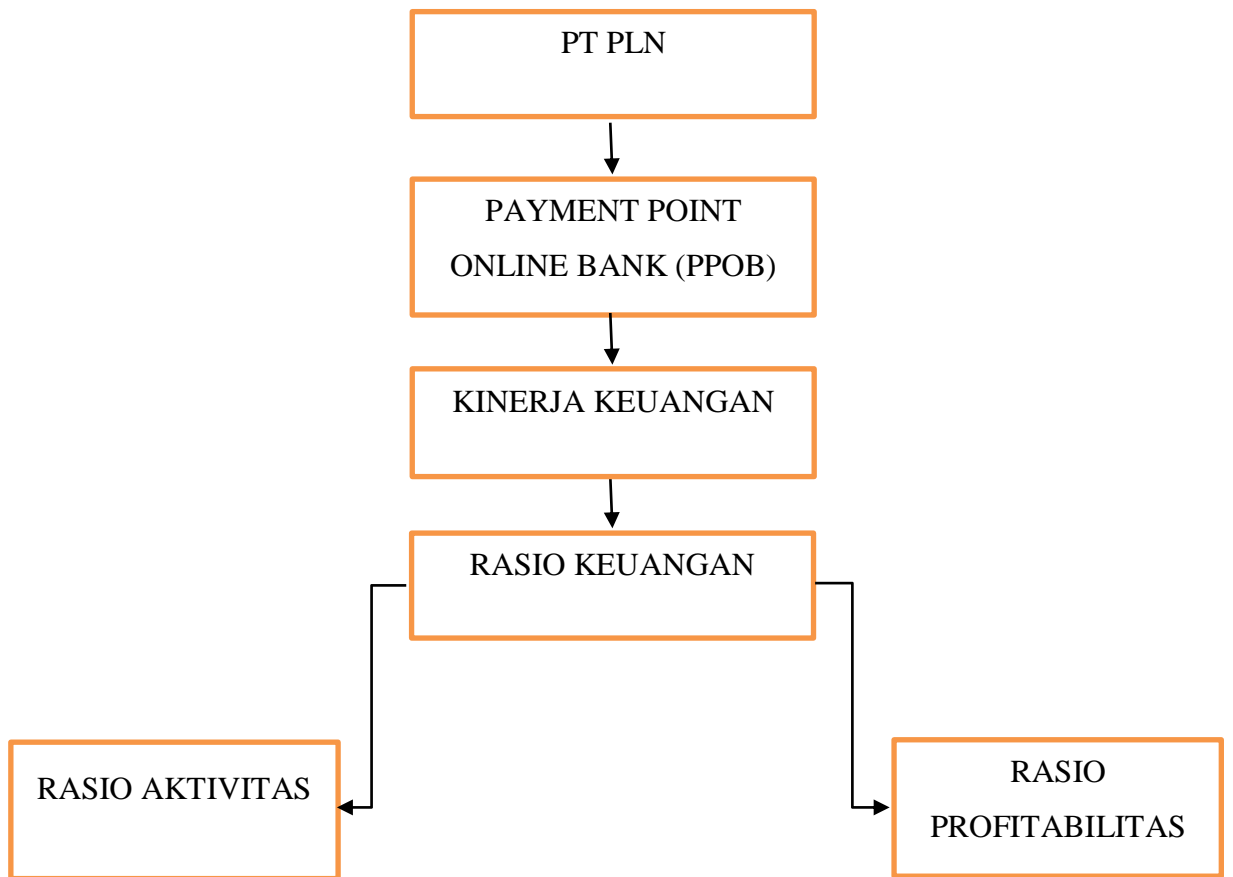 PT PLN
PAYMENT POINT
ONLINE BANK (PPOB)
KINERJA KEUANGAN
RASIO KEUANGAN
RASIO AKTIVITAS
RASIO
PROFITABILITAS